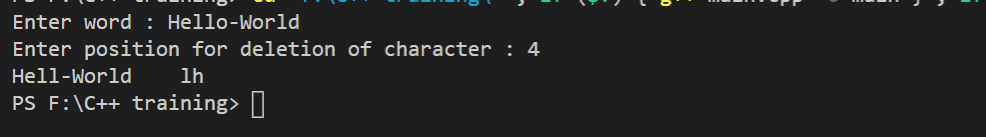 Enter word : Hello-World
Enter position for deletion of character : 4
Hell-World    lh
PS F:\C++ training>